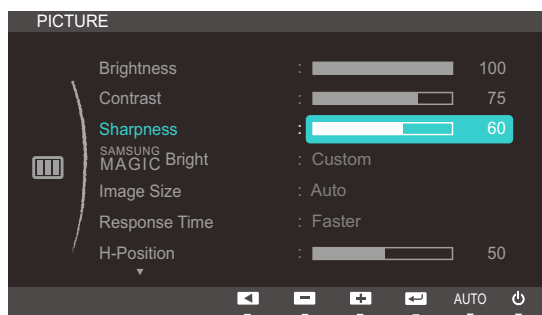 PICTURE
Brightness : 100
Contrast : 75
Sharpness : 60
SAMSUNG MAGIC Bright : Custom
Image Size : Auto
Response Time : Faster
H-Position : 50
AUTO